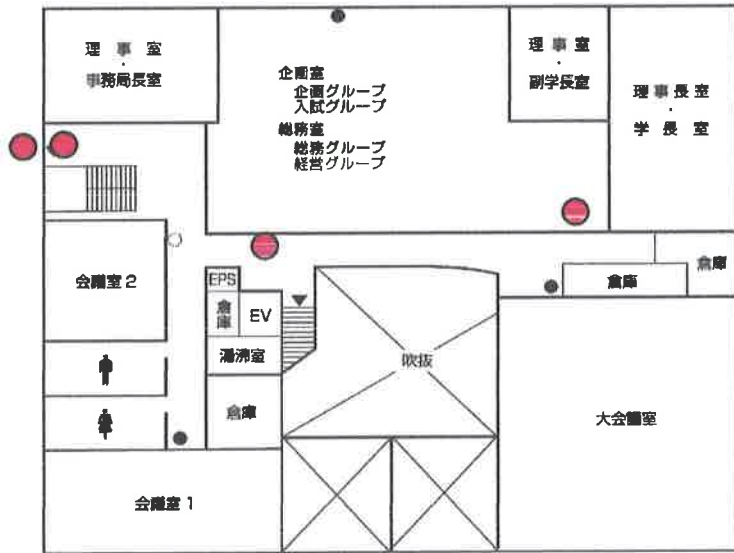 理事室
・
事務局長室
企画室
企画グループ
入試グループ
総務室
総務グループ
経営グループ
理事室
・
副学長室
理事長室
・
学長室
会議室2
EPS
倉庫
EV
湯沸室
倉庫
吹抜
倉庫
倉庫
大会議室
会議室1